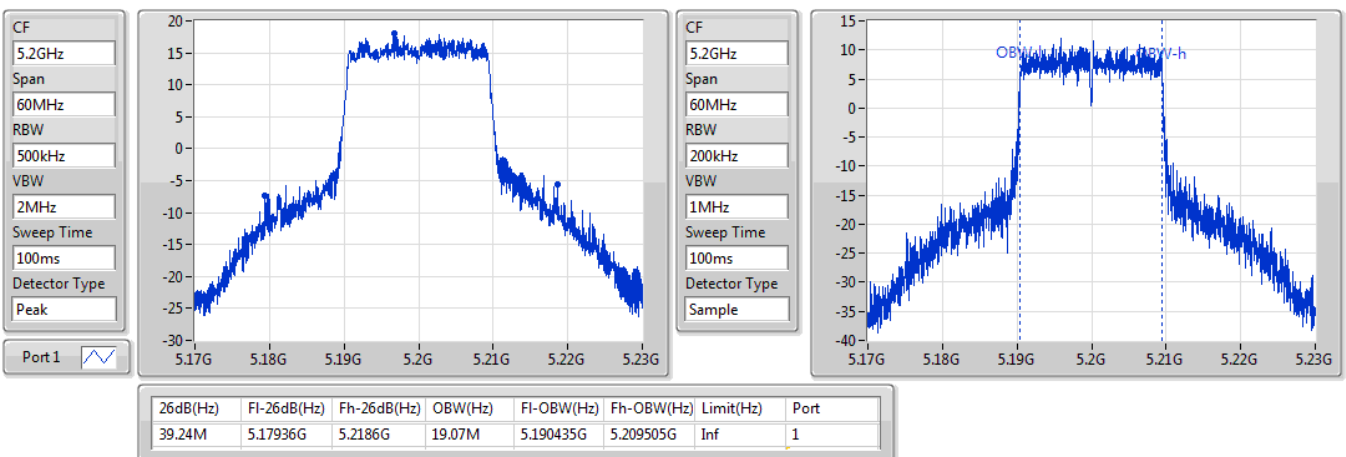 CF
5.2GHz
Span
60MHz
RBW
500kHz
VBW
2MHz
Sweep Time
100ms
Detector Type
Peak
Port 1
20
15
10
5
0
-5
-10
-15
-20
-25
-30
5.17G 5.18G 5.19G 5.2G 5.21G 5.22G 5.23G
CF
5.2GHz
Span
60MHz
RBW
200kHz
VBW
1MHz
Sweep Time
100ms
Detector Type
Sample
15
10
5
0
-5
-10
-15
-20
-25
-30
-35
-40
OBW-h
5.17G 5.18G 5.19G 5.2G 5.21G 5.22G 5.23G
26dB(Hz) Fl-26dB(Hz) Fh-26dB(Hz) OBW(Hz) Fl-OBW(Hz) Fh-OBW(Hz) Limit(Hz) Port
39.24M 5.17936G 5.2186G 19.07M 5.190435G 5.209505G Inf 1